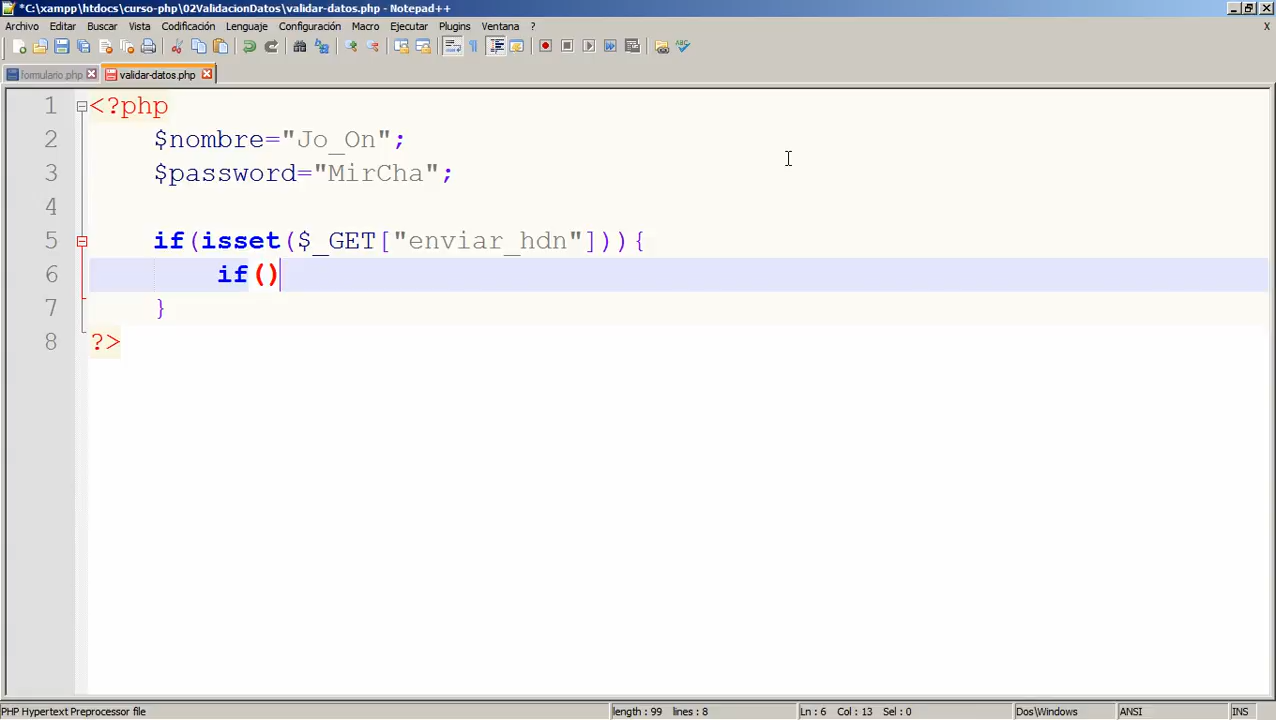 *C:\xampp\htdocs\curso-php\02ValidacionDatos\validar-datos.php - Notepad++
Archivo Editar Buscar Vista Codificación Lenguaje Configuración Macro Ejecutar Plugins Ventana ? X
formulario.php validar-datos.php
1 <?php
2 $nombre="Jo_On";
3 $password="MirCha";
4
5 if(isset($_GET["enviar_hdn"])){
6 if()
7 }
8 ?>
PHP Hypertext Preprocessor file length : 99 lines : 8 Ln : 6 Col : 13 Sel : 0 Dos\Windows ANSI INS